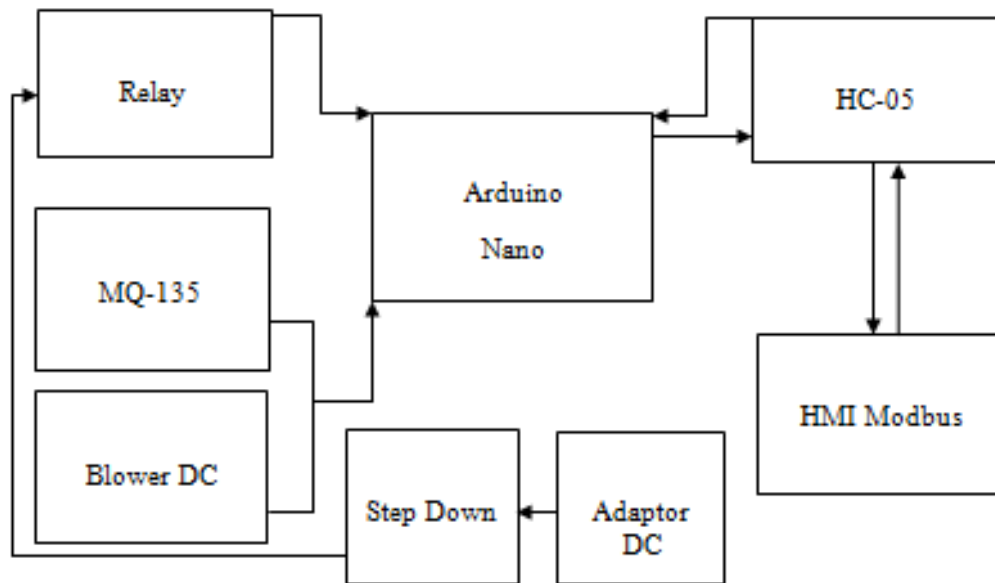 Relay
HC-05
Arduino
Nano
MQ-135
HMI Modbus
Blower DC
Step Down
Adaptor
DC